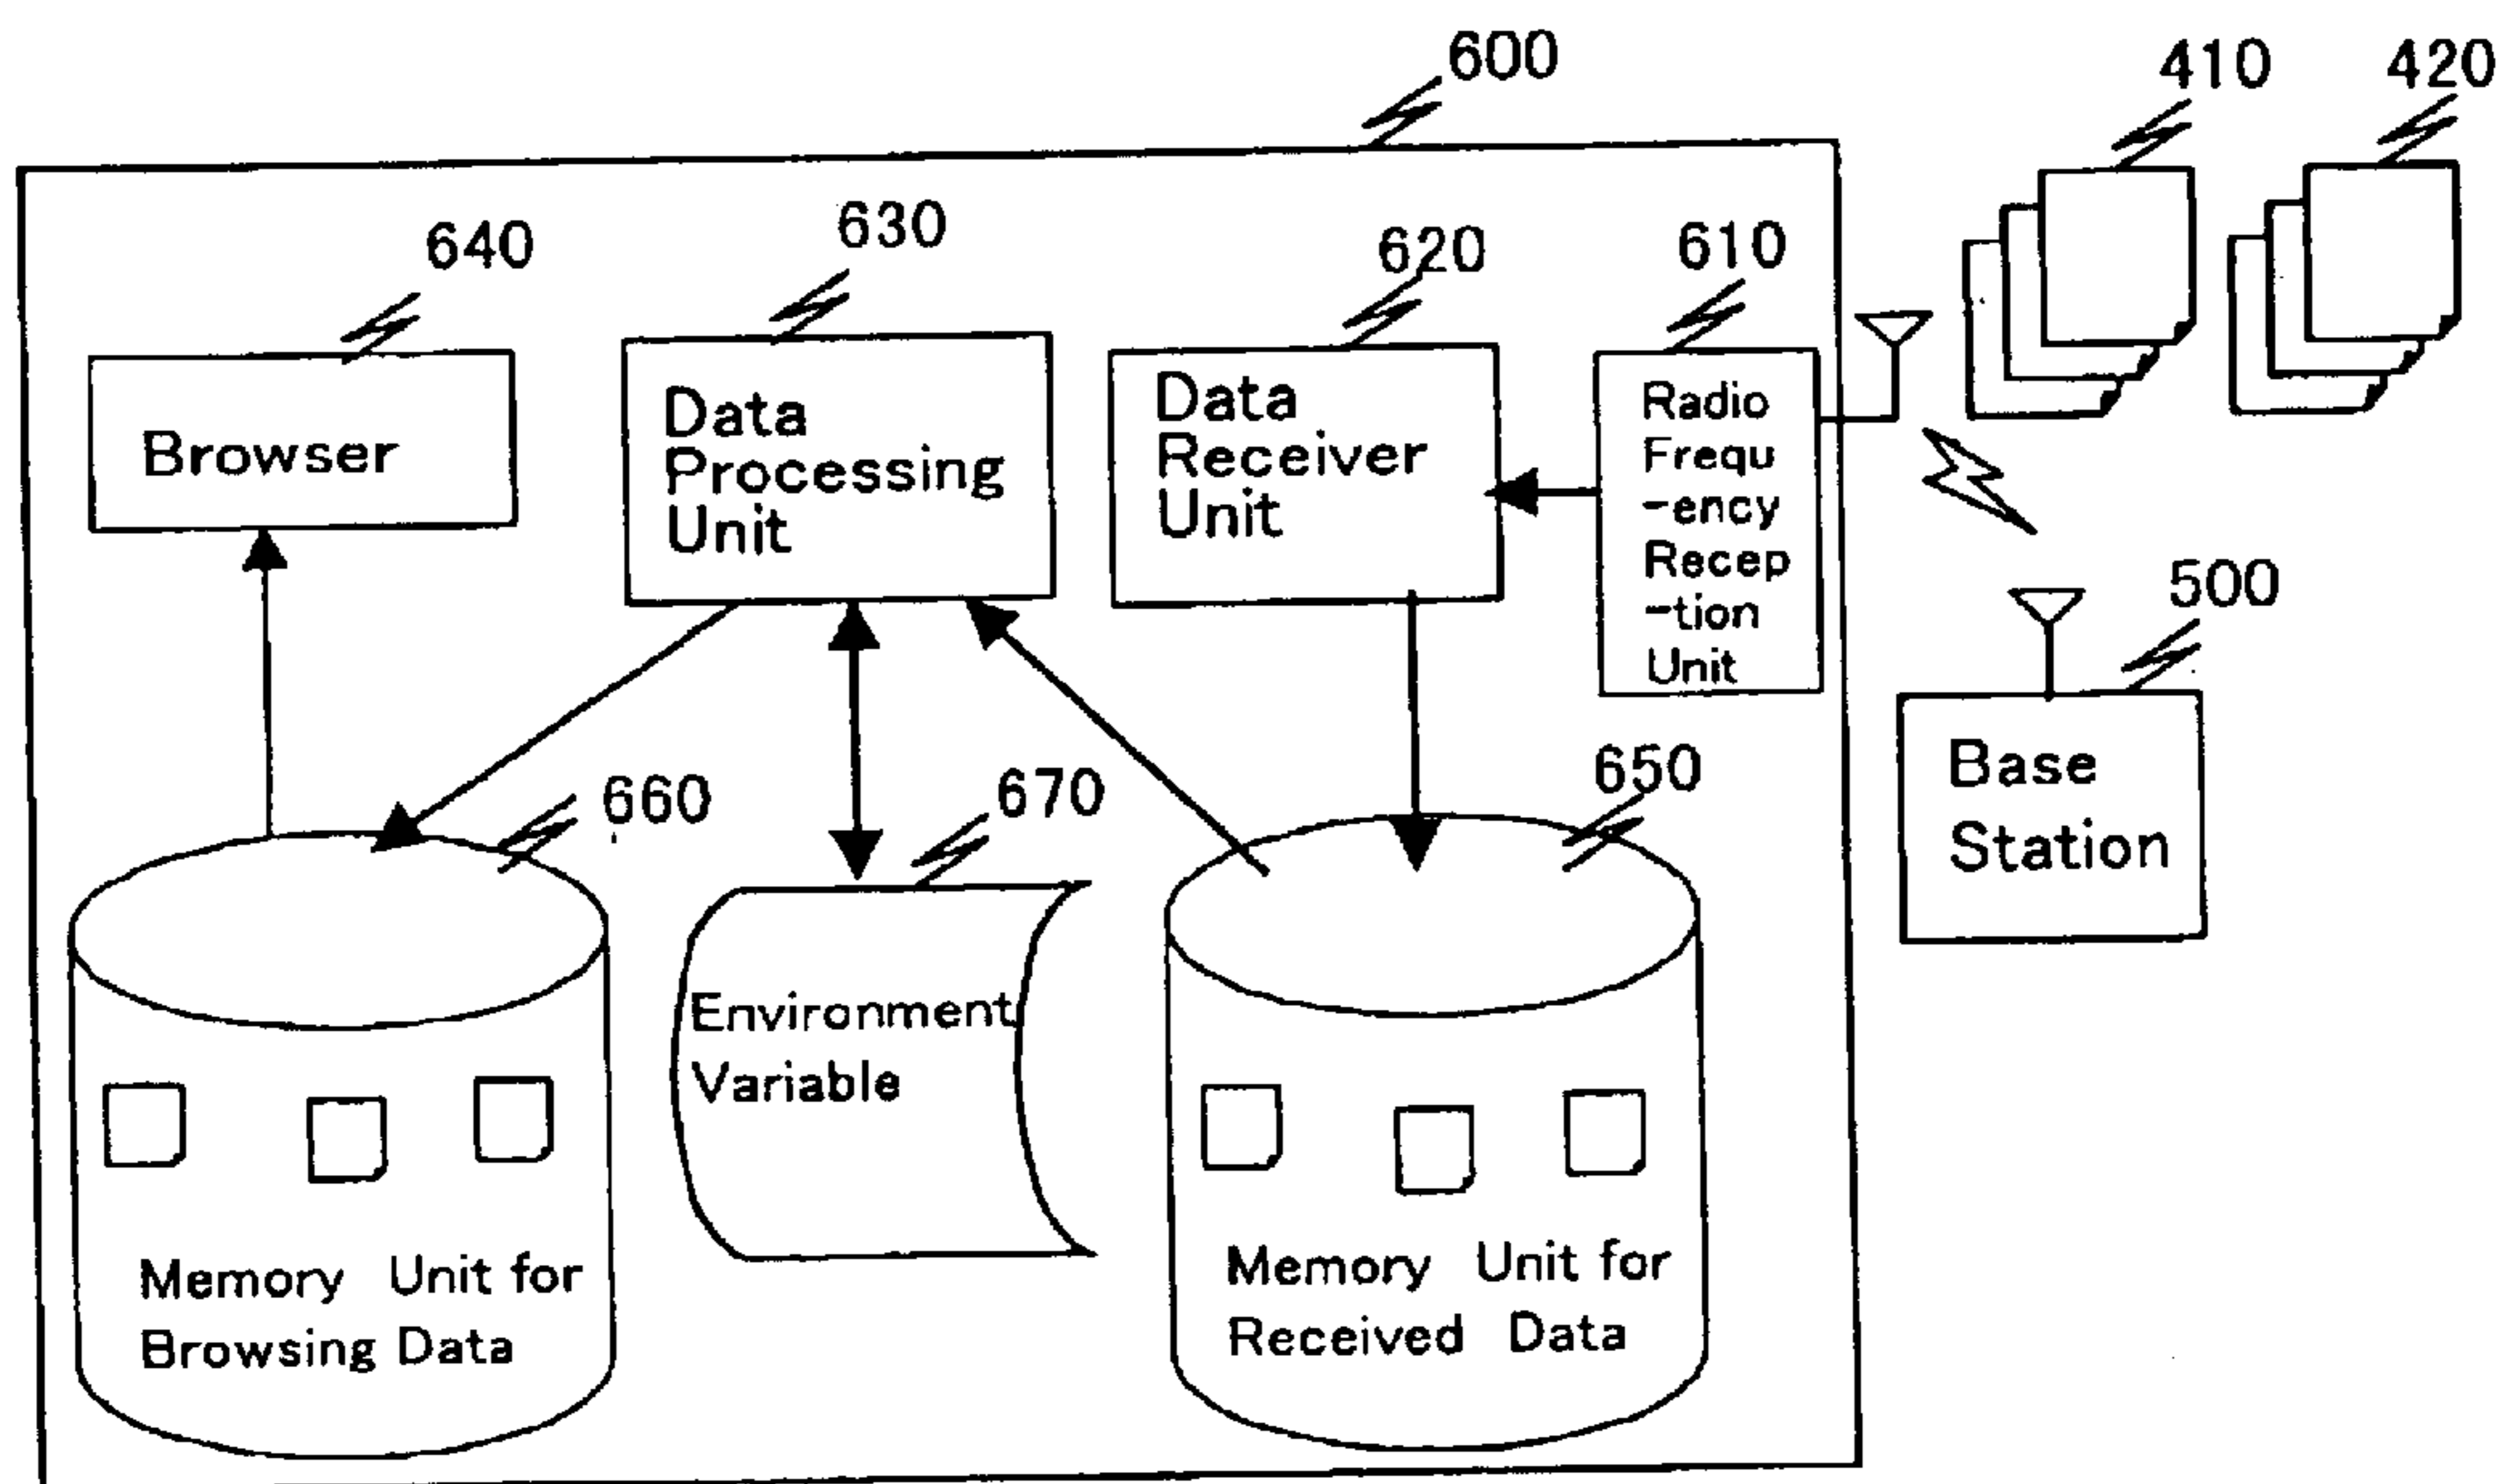 600
410
420
640
630
620
610
Browser
Data
Processing
Unit
Data
Receiver
Unit
Radio
Frequ
-ency
Recep
-tion
Unit
500
Base
Station
660
670
650
Environment
Variable
Memory Unit for
Browsing Data
Memory Unit for
Received Data